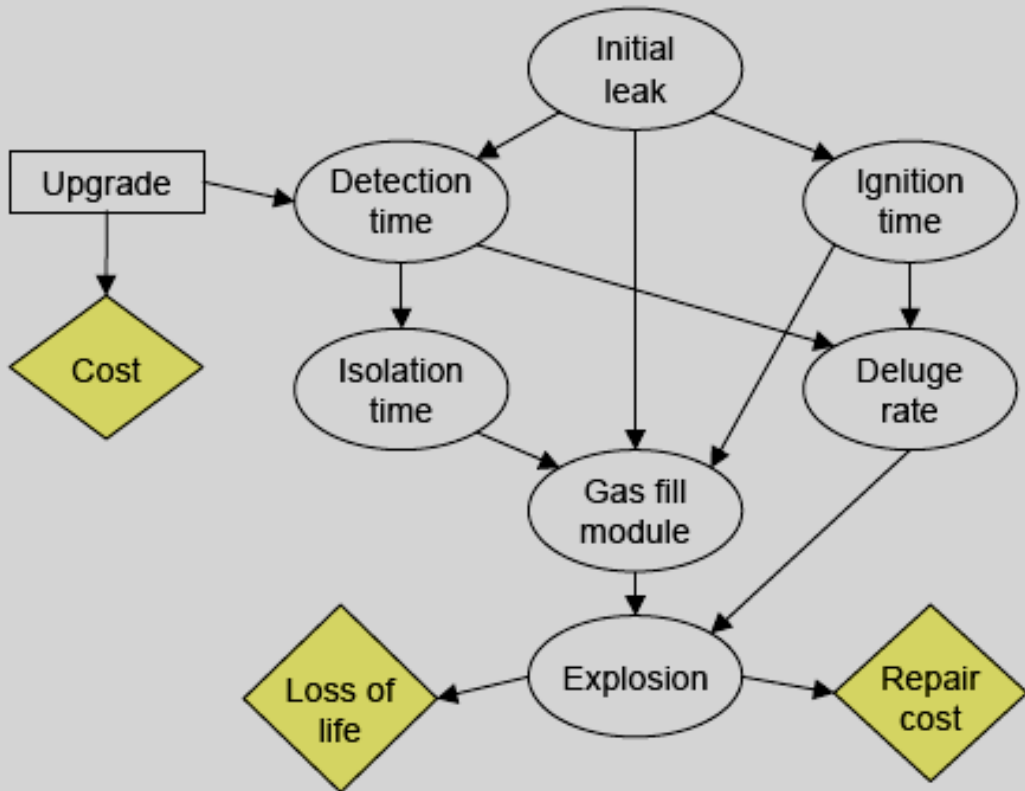 Initial
leak
Upgrade
Detection
time
Ignition
time
Cost
Isolation
time
Deluge
rate
Gas fill
module
Loss of
life
Explosion
Repair
cost